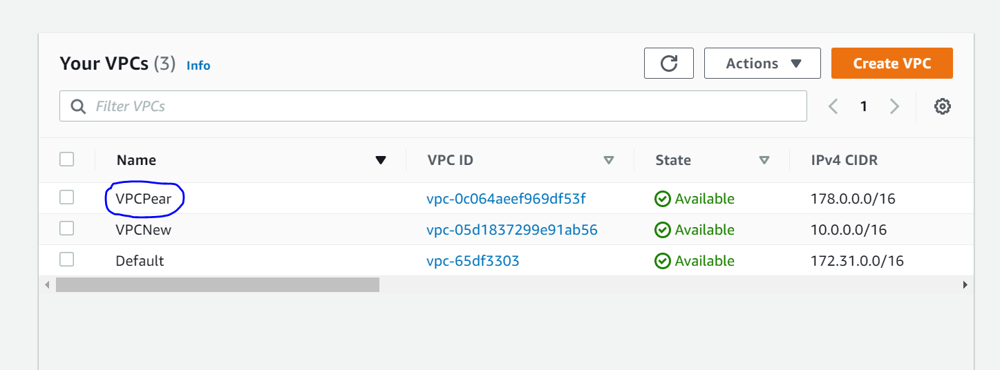 Your VPCs (3) Info Actions Create VPC
Filter VPCs 1
Name VPC ID State IPv4 CIDR
VPCPear vpc-0c064aeef969df53f Available 178.0.0.0/16
VPCNew vpc-05d1837299e91ab56 Available 10.0.0.0/16
Default vpc-65df3303 Available 172.31.0.0/16